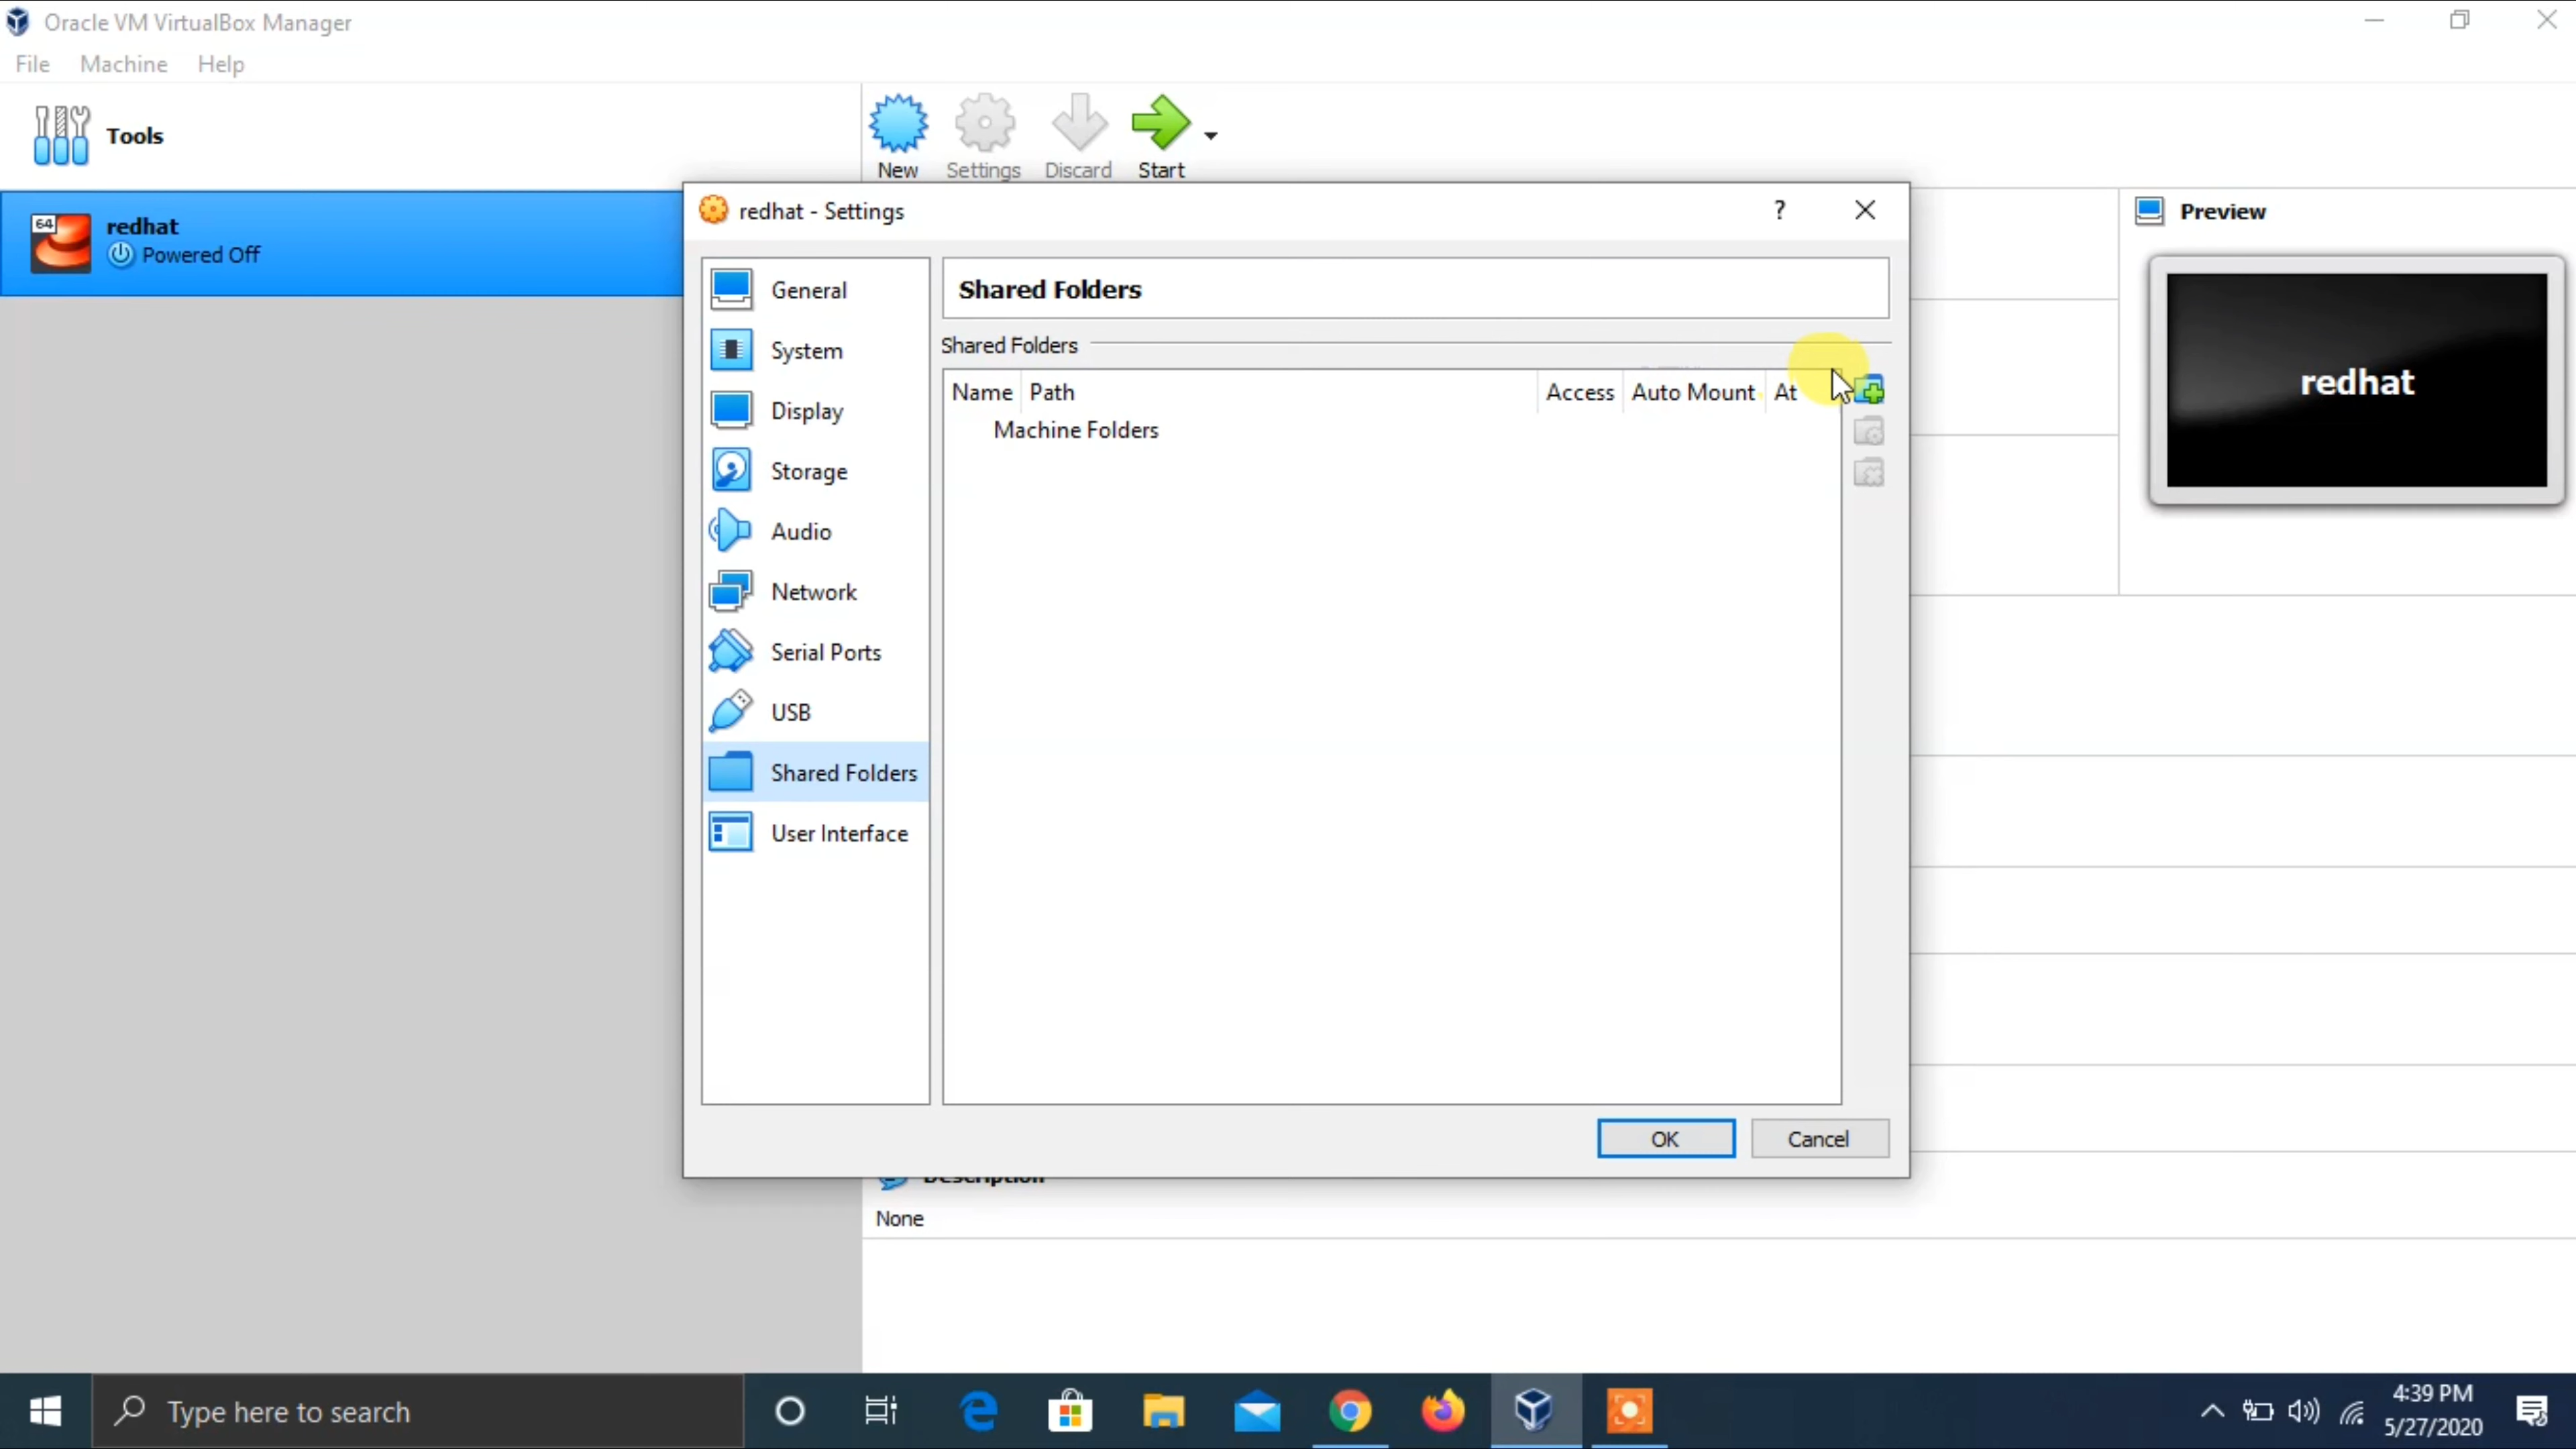 Oracle VM VirtualBox Manager
File Machine Help
Tools
New Settings Discard Start
64
redhat
Powered Off
redhat - Settings
?
Preview
redhat
General
System
Display
Storage
Audio
Network
Serial Ports
USB
Shared Folders
User Interface
Shared Folders
Shared Folders
Name Path Access Auto Mount At
Machine Folders
OK Cancel
Description
None
Type here to search
4:39 PM
5/27/2020